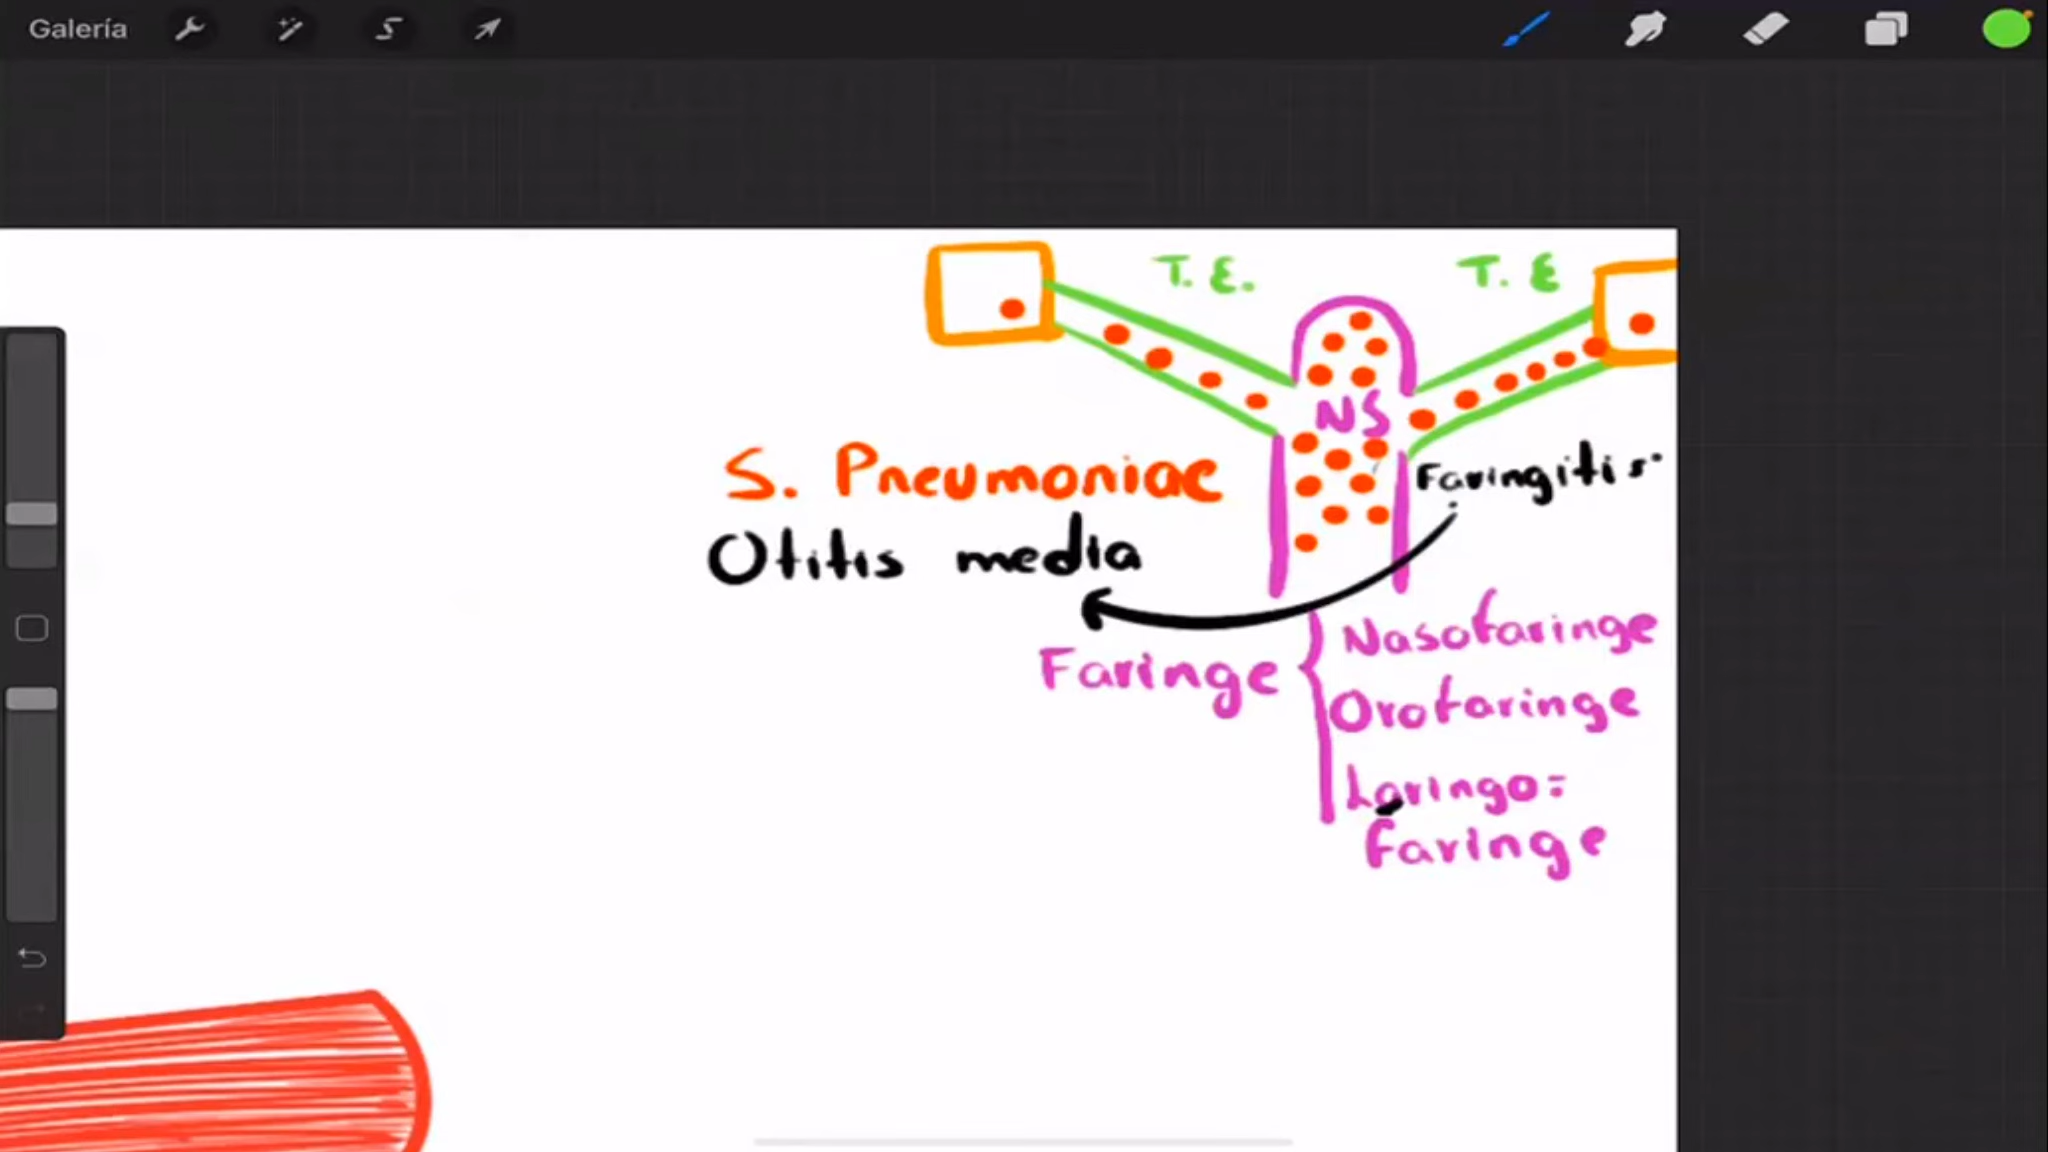 Galería
T. E.
T. E
NS
S. Pneumoniae
Faringitis.
Otitis media
Faringe
Nasofaringe
Orofaringe
Laringo=
faringe